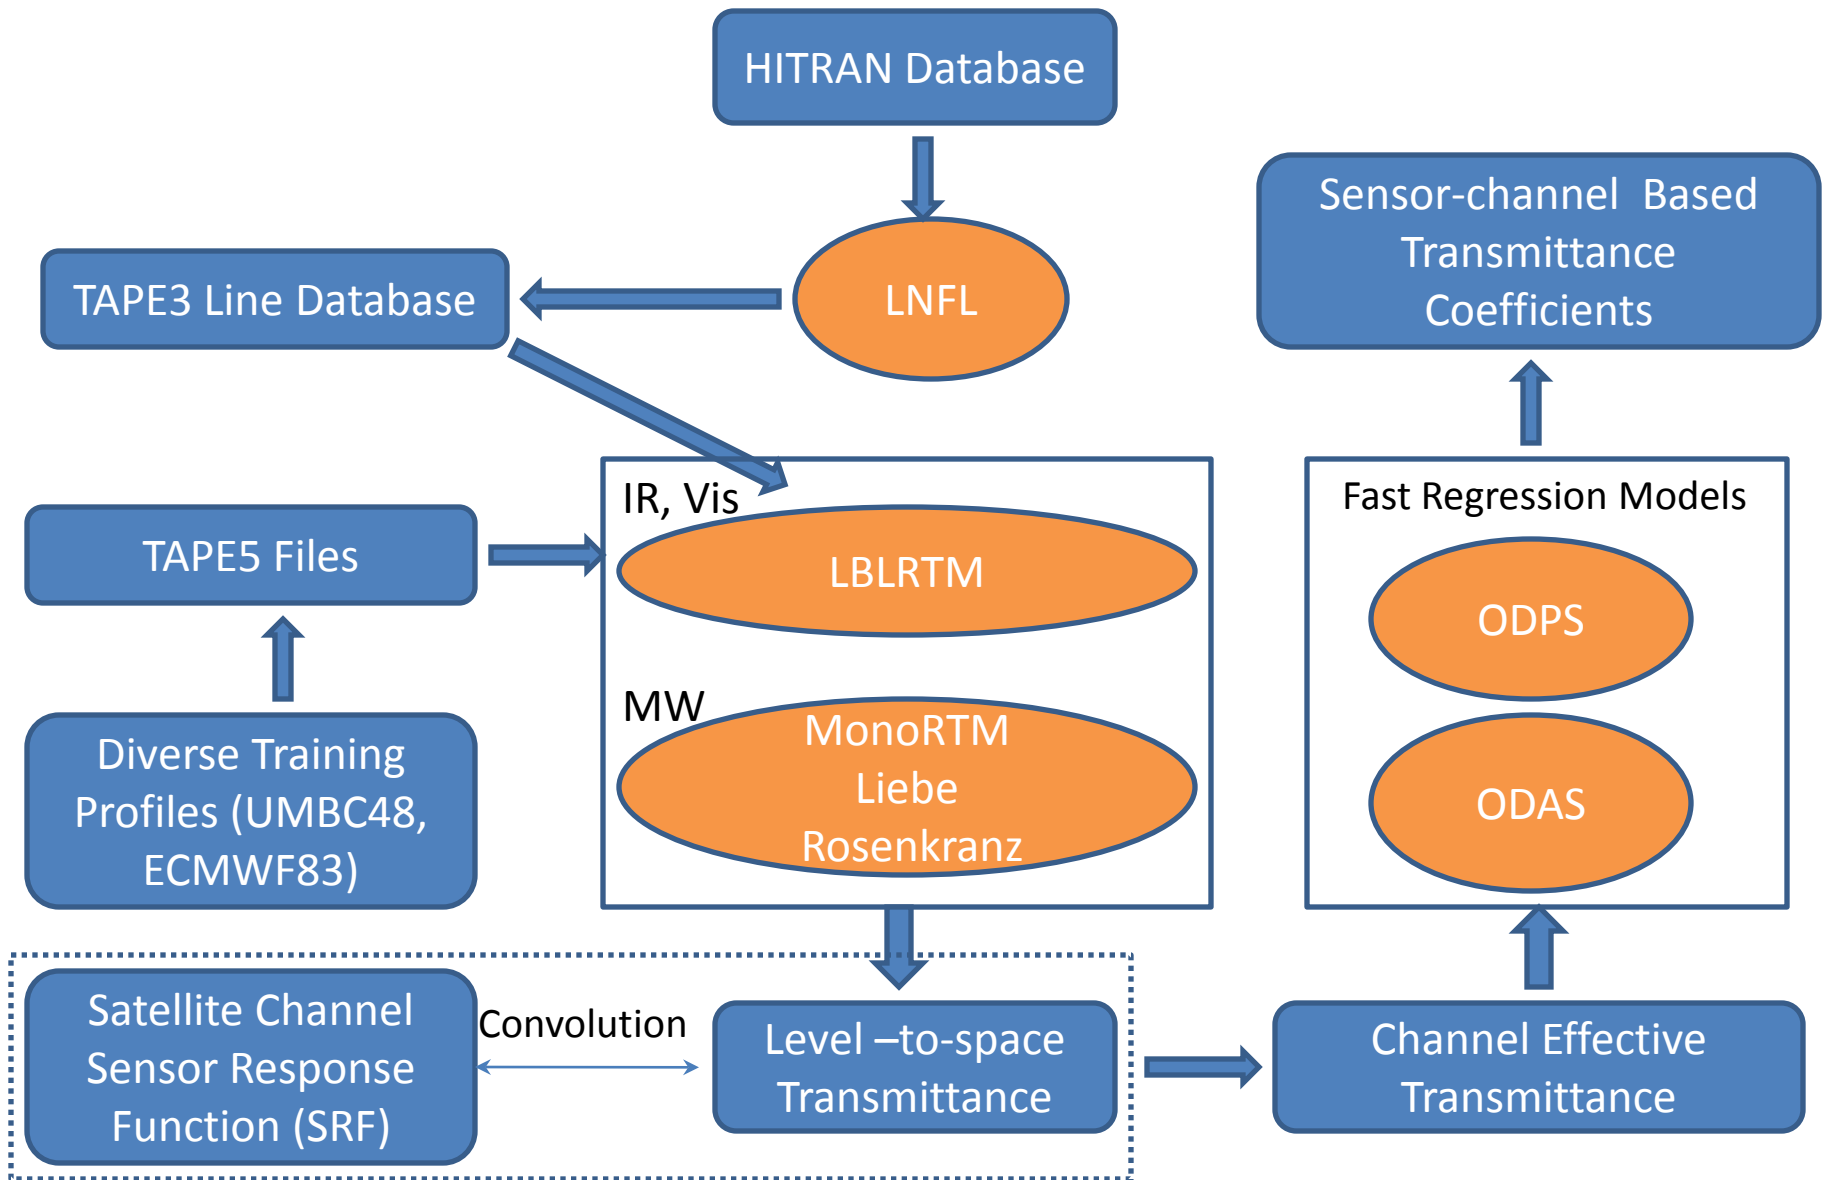 HITRAN Database
Sensor-channel  Based
Transmittance
Coefficients
TAPE3 Line Database
LNFL
IR, Vis
LBLRTM
Fast Regression Models
TAPE5 Files
ODPS
MW
MonoRTM
Liebe
Rosenkranz
Diverse Training
Profiles (UMBC48,
ECMWF83)
ODAS
Satellite Channel
Sensor Response
Function (SRF)
Convolution
Level –to-space
Transmittance
Channel Effective
Transmittance